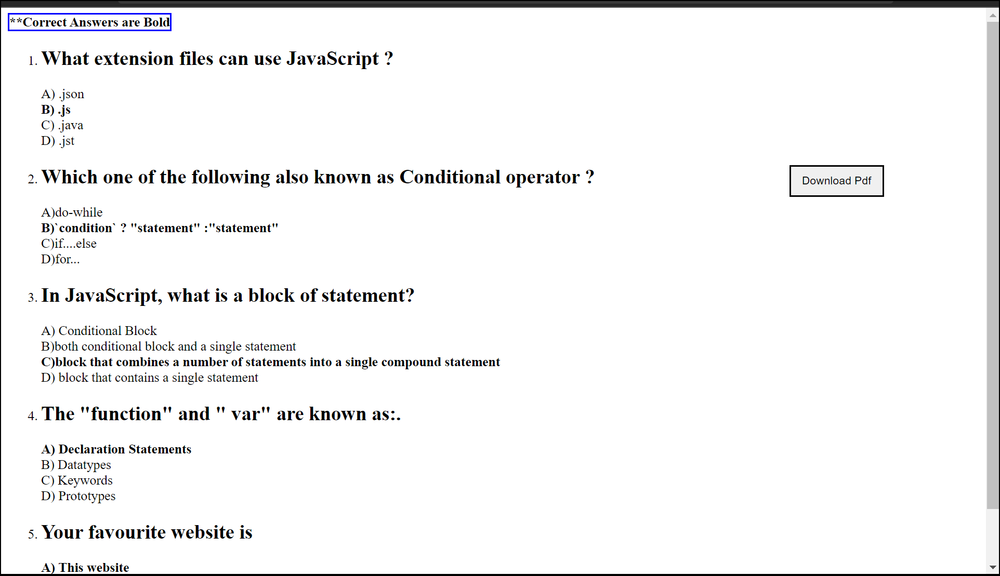 **Correct Answers are Bold
1. What extension files can use JavaScript ?
A) .json
B) .js
C) .java
D) .jst
2. Which one of the following also known as Conditional operator ?
Download Pdf
A)do-while
B)`condition` ? "statement" :"statement"
C)if....else
D)for...
3. In JavaScript, what is a block of statement?
A) Conditional Block
B)both conditional block and a single statement
C)block that combines a number of statements into a single compound statement
D) block that contains a single statement
4. The "function" and " var" are known as:.
A) Declaration Statements
B) Datatypes
C) Keywords
D) Prototypes
5. Your favourite website is
A) This website